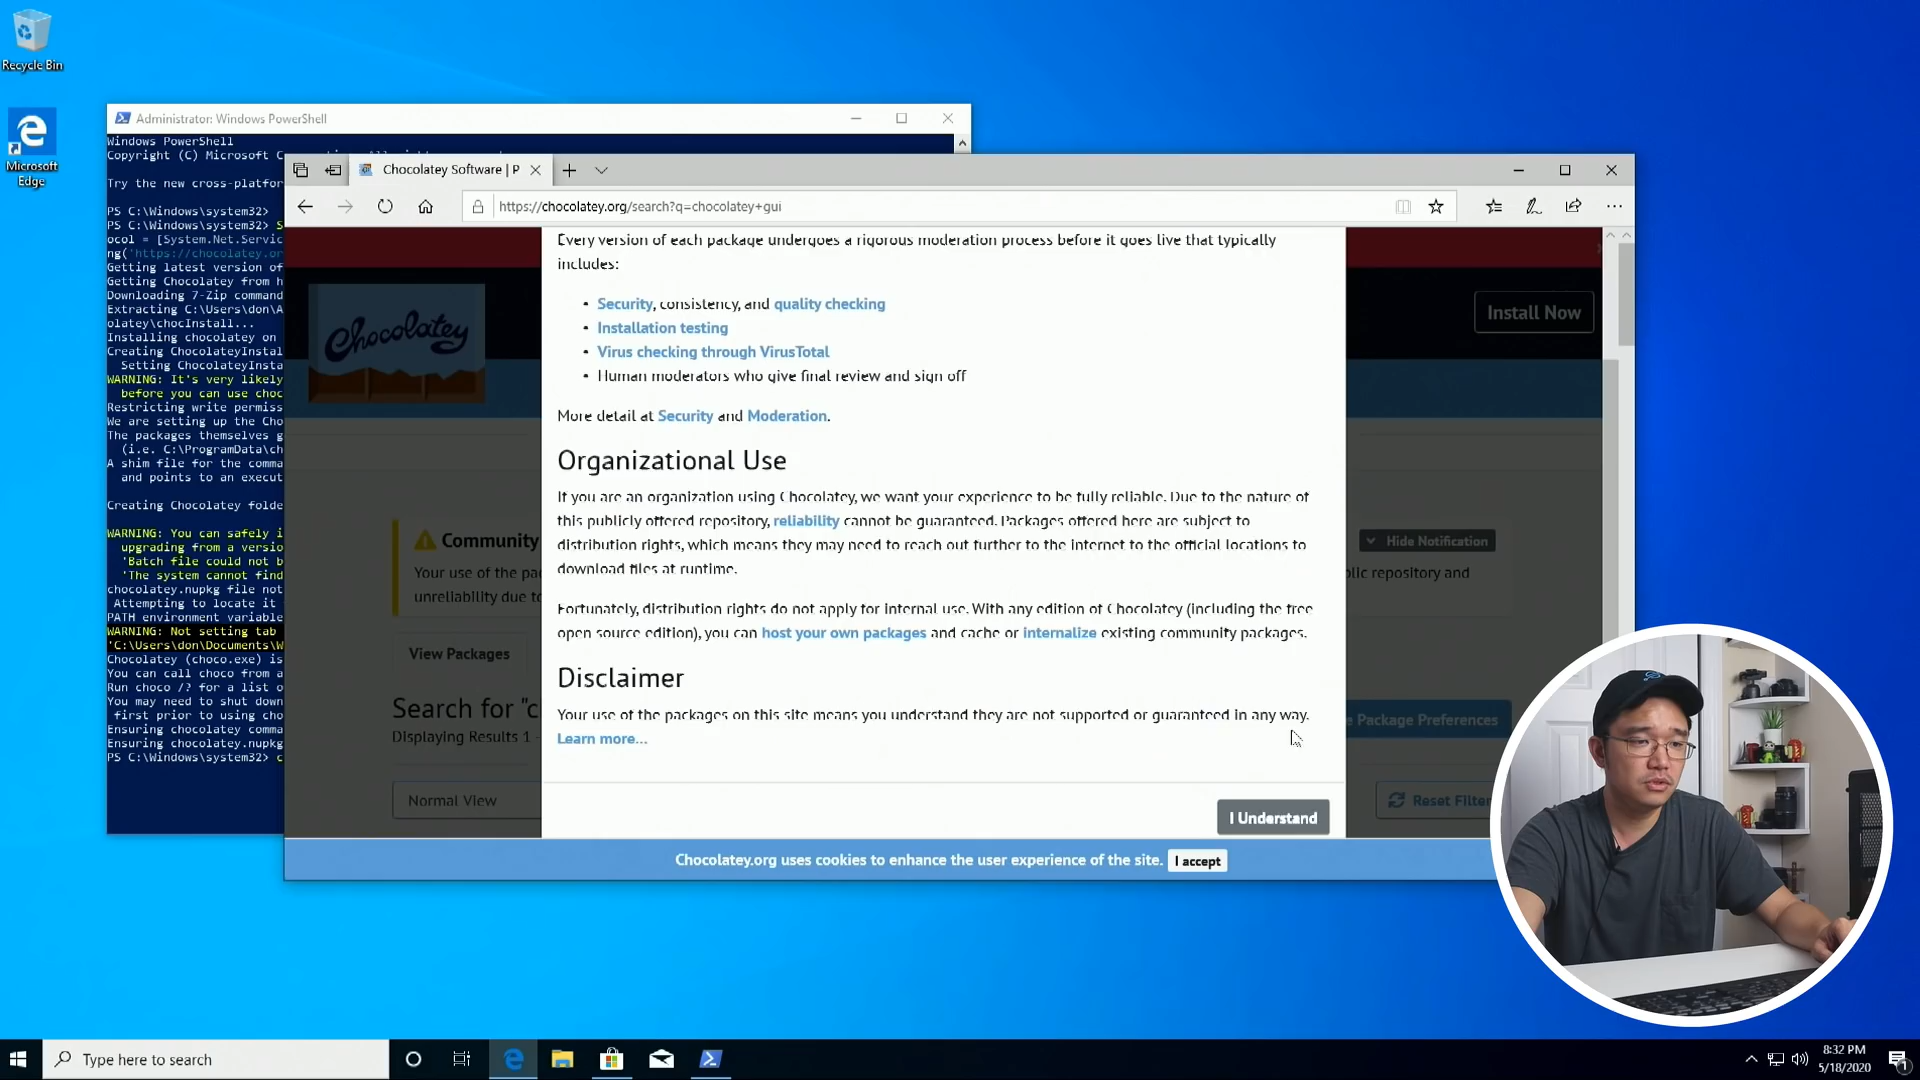 Recycle Bin
Microsoft
Edge
Administrator: Windows PowerShell
Windows PowerShell
Copyright (C) Microsoft
Try the new cross-platfor
PS C:\Windows\system32>
PS C:\Windows\system32> S
ocol = [System.Net.Servic
ng('https://chocolatey.or
Getting latest version of
Getting Chocolatey from h
Downloading 7-Zip command
Extracting C:\Users\don\A
olatey\chocInstall...
Installing chocolatey on
Creating ChocolateyInstal
Setting ChocolateyInsta
WARNING: It's very likely
before you can use choc
Restricting write permiss
We are setting up the Cho
The packages themselves g
(i.e. C:\ProgramData\ch
A shim file for the comma
and points to an execut
Creating Chocolatey folde
WARNING: You can safely i
upgrading from a versio
'Batch file could not b
'The system cannot find
chocolatey.nupkg file not
Attempting to locate it
PATH environment variable
WARNING: Not setting tab
'C:\Users\don\Documents\W
Chocolatey (choco.exe) is
You can call choco from a
Run choco /? for a list o
You may need to shut down
first prior to using cho
Ensuring chocolatey comma
Ensuring chocolatey.nupkg
PS C:\Windows\system32> c
Chocolatey Software | P
https://chocolatey.org/search?q=chocolatey+gui
Chocolatey
Install Now
Every version of each package undergoes a rigorous moderation process before it goes live that typically
includes:
• Security, consistency, and quality checking
• Installation testing
• Virus checking through VirusTotal
• Human moderators who give final review and sign off
More detail at Security and Moderation.
Organizational Use
If you are an organization using Chocolatey, we want your experience to be fully reliable. Due to the nature of
this publicly offered repository, reliability cannot be guaranteed. Packages offered here are subject to
distribution rights, which means they may need to reach out further to the internet to the official locations to
download files at runtime.
Fortunately, distribution rights do not apply for internal use. With any edition of Chocolatey (including the free
open source edition), you can host your own packages and cache or internalize existing community packages.
Disclaimer
Your use of the packages on this site means you understand they are not supported or guaranteed in any way.
Learn more...
I Understand
Community
Hide Notification
Your use of the pa
lic repository and
unreliability due to
View Packages
Search for "c
e Package Preferences
Displaying Results 1 -
Normal View
Reset Filter
Chocolatey.org uses cookies to enhance the user experience of the site. I accept
Type here to search
8:32 PM
5/18/2020
1